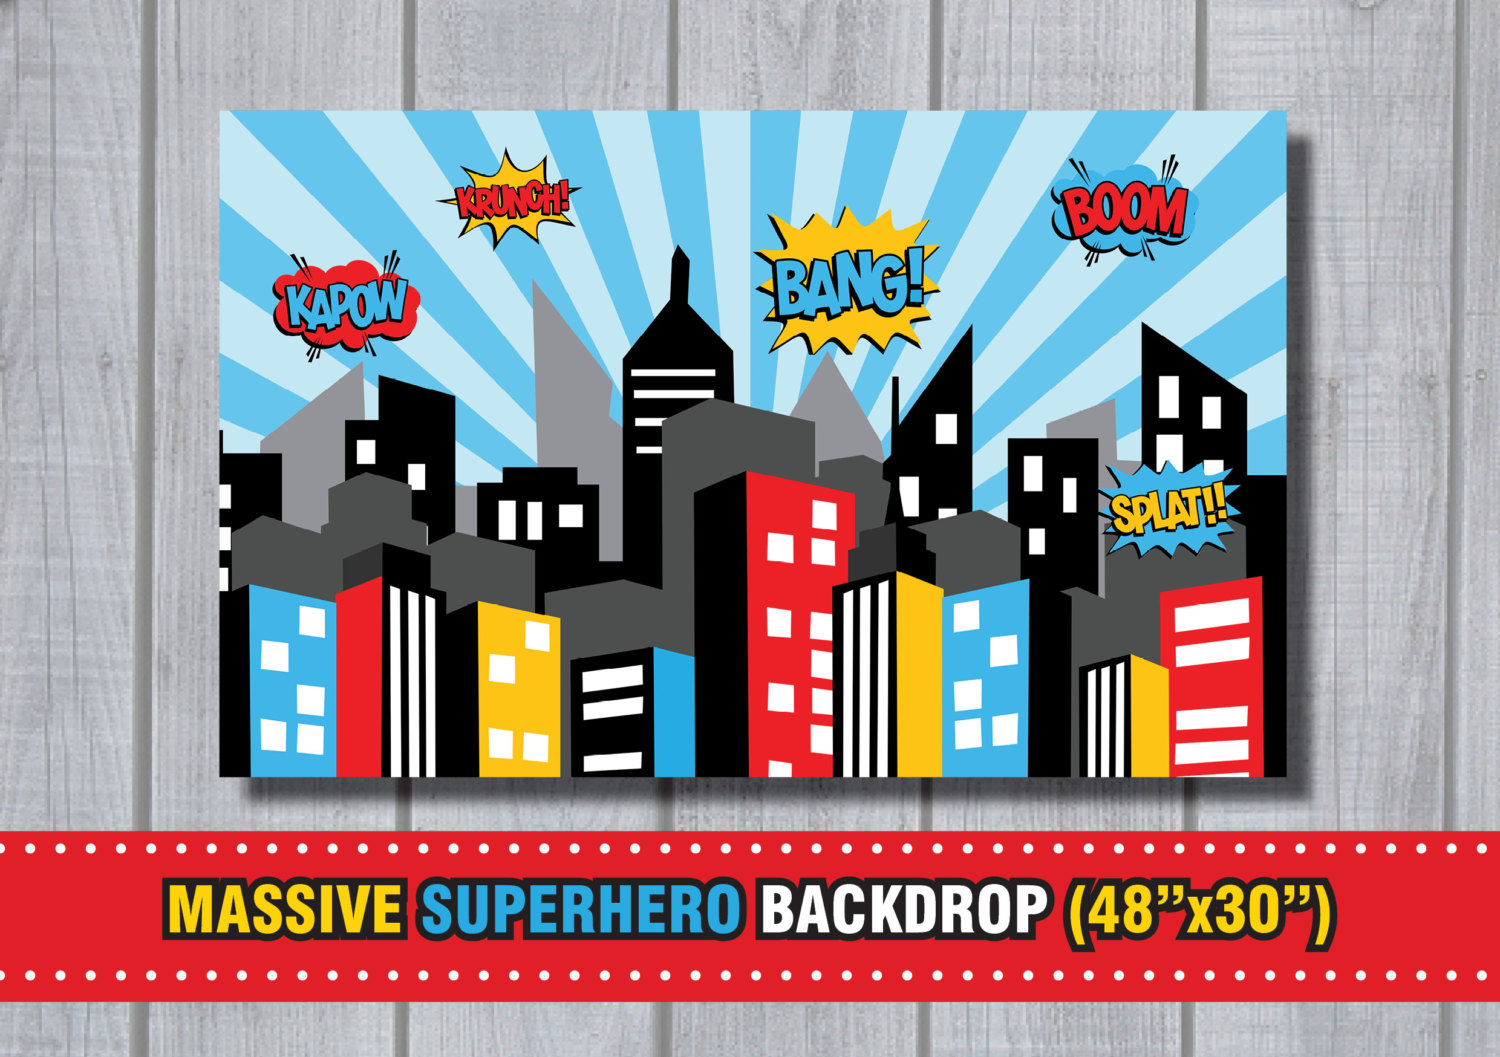 KRUNCH!
BOOM
BANG!
KAPOW
SPLAT!!
MASSIVE SUPERHERO BACKDROP (48”x30”)